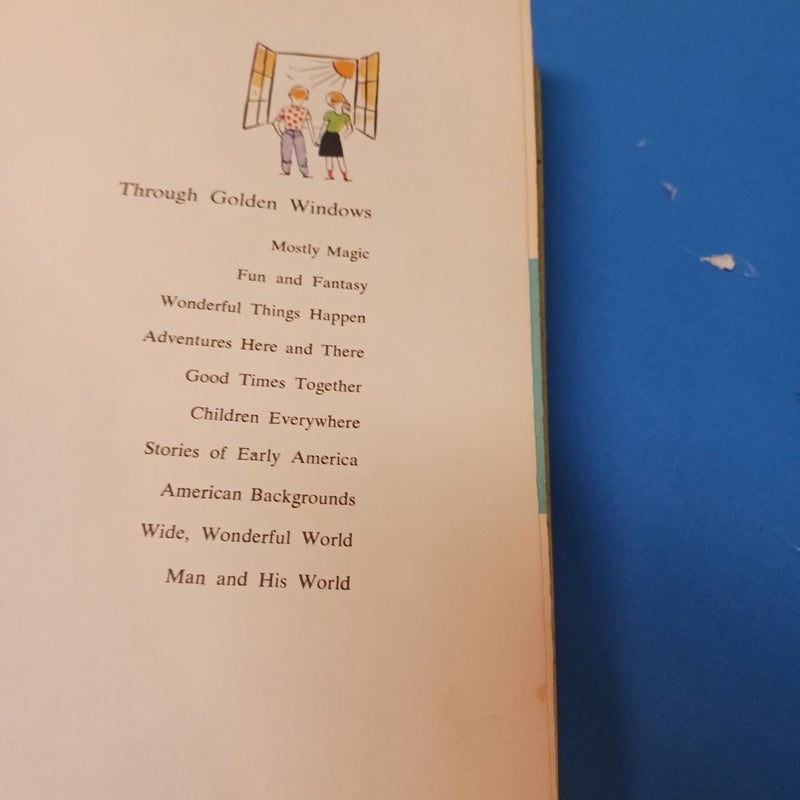 Through Golden Windows
Mostly Magic
Fun and Fantasy
Wonderful Things Happen
Adventures Here and There
Good Times Together
Children Everywhere
Stories of Early America
American Backgrounds
Wide, Wonderful World
Man and His World